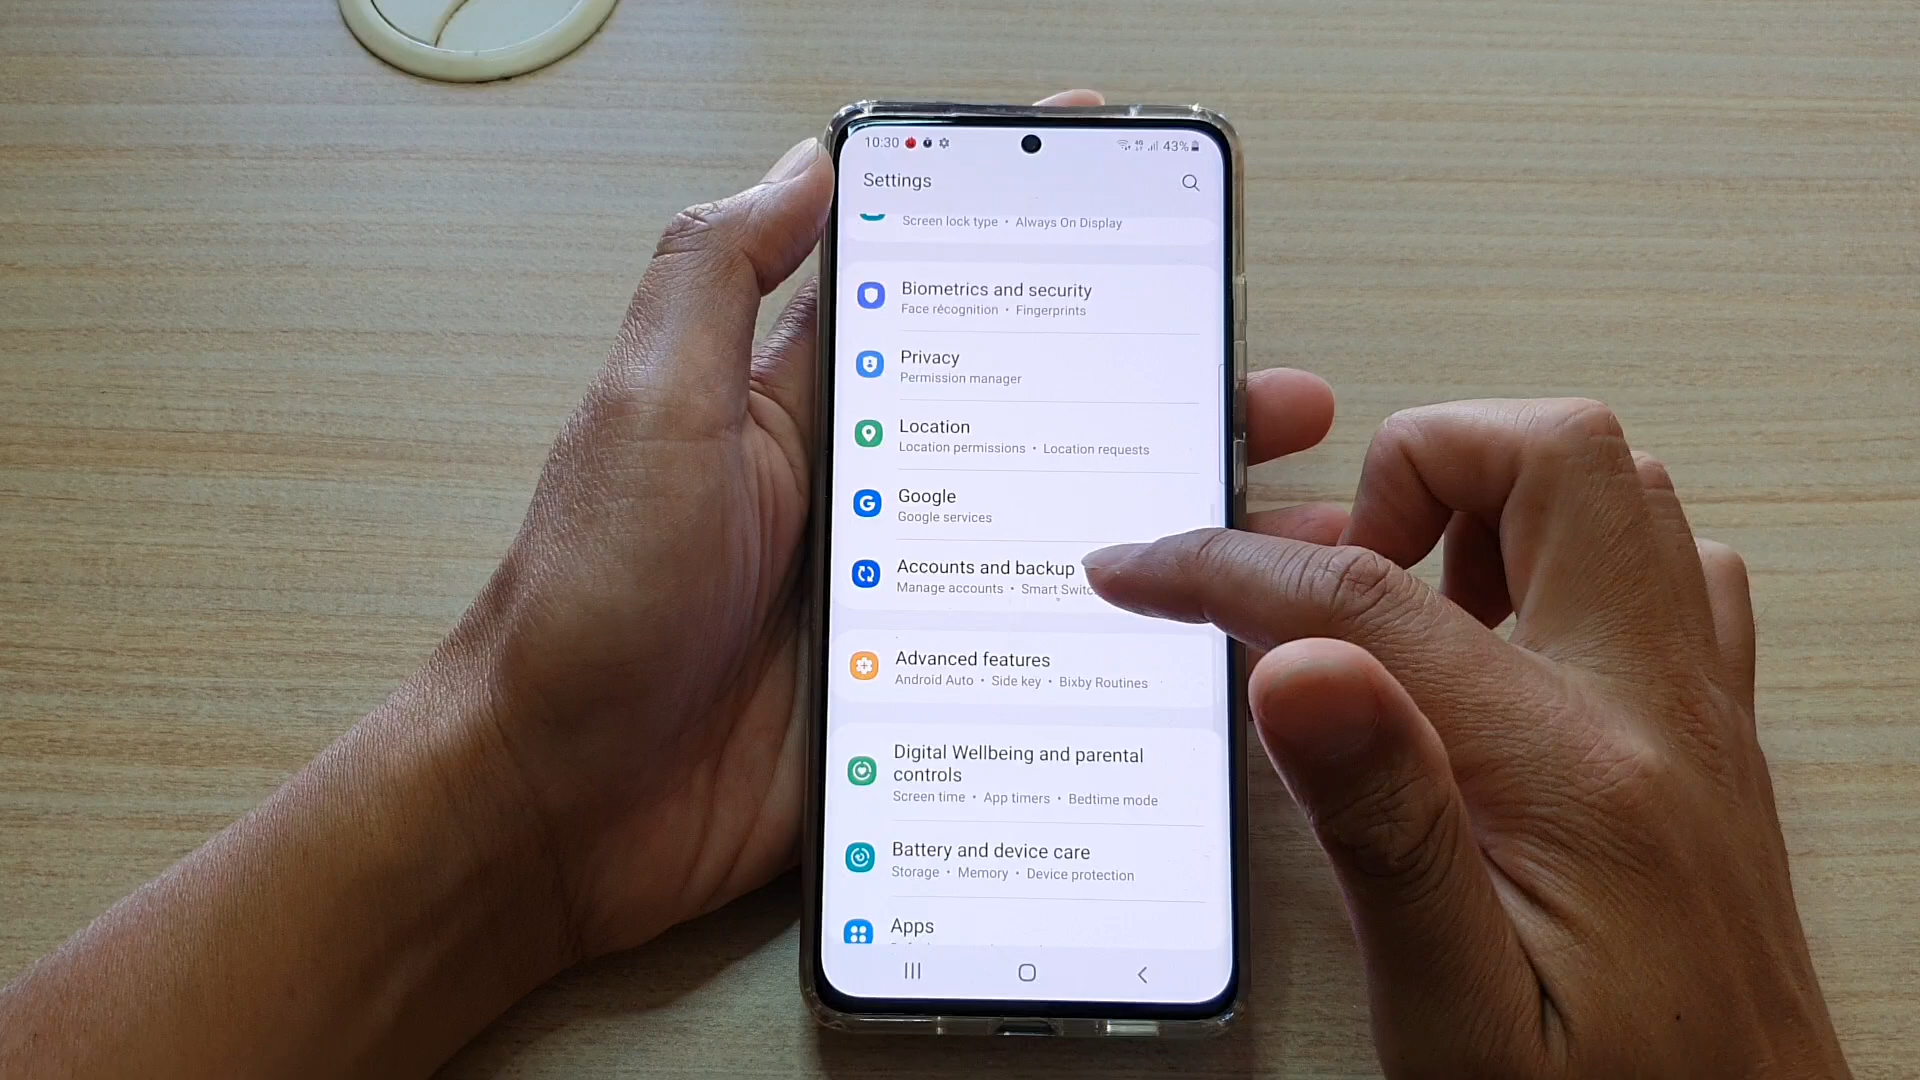 10:30 43%
Settings
Screen lock type • Always On Display
Biometrics and security
Face recognition • Fingerprints
Privacy
Permission manager
Location
Location permissions • Location requests
Google
Google services
Accounts and backup
Manage accounts • Smart
Advanced features
Android Auto • Side key • Bixby Routines
Digital Wellbeing and parental
controls
Screen time • App timers • Bedtime mode
Battery and device care
Storage • Memory • Device protection
Apps